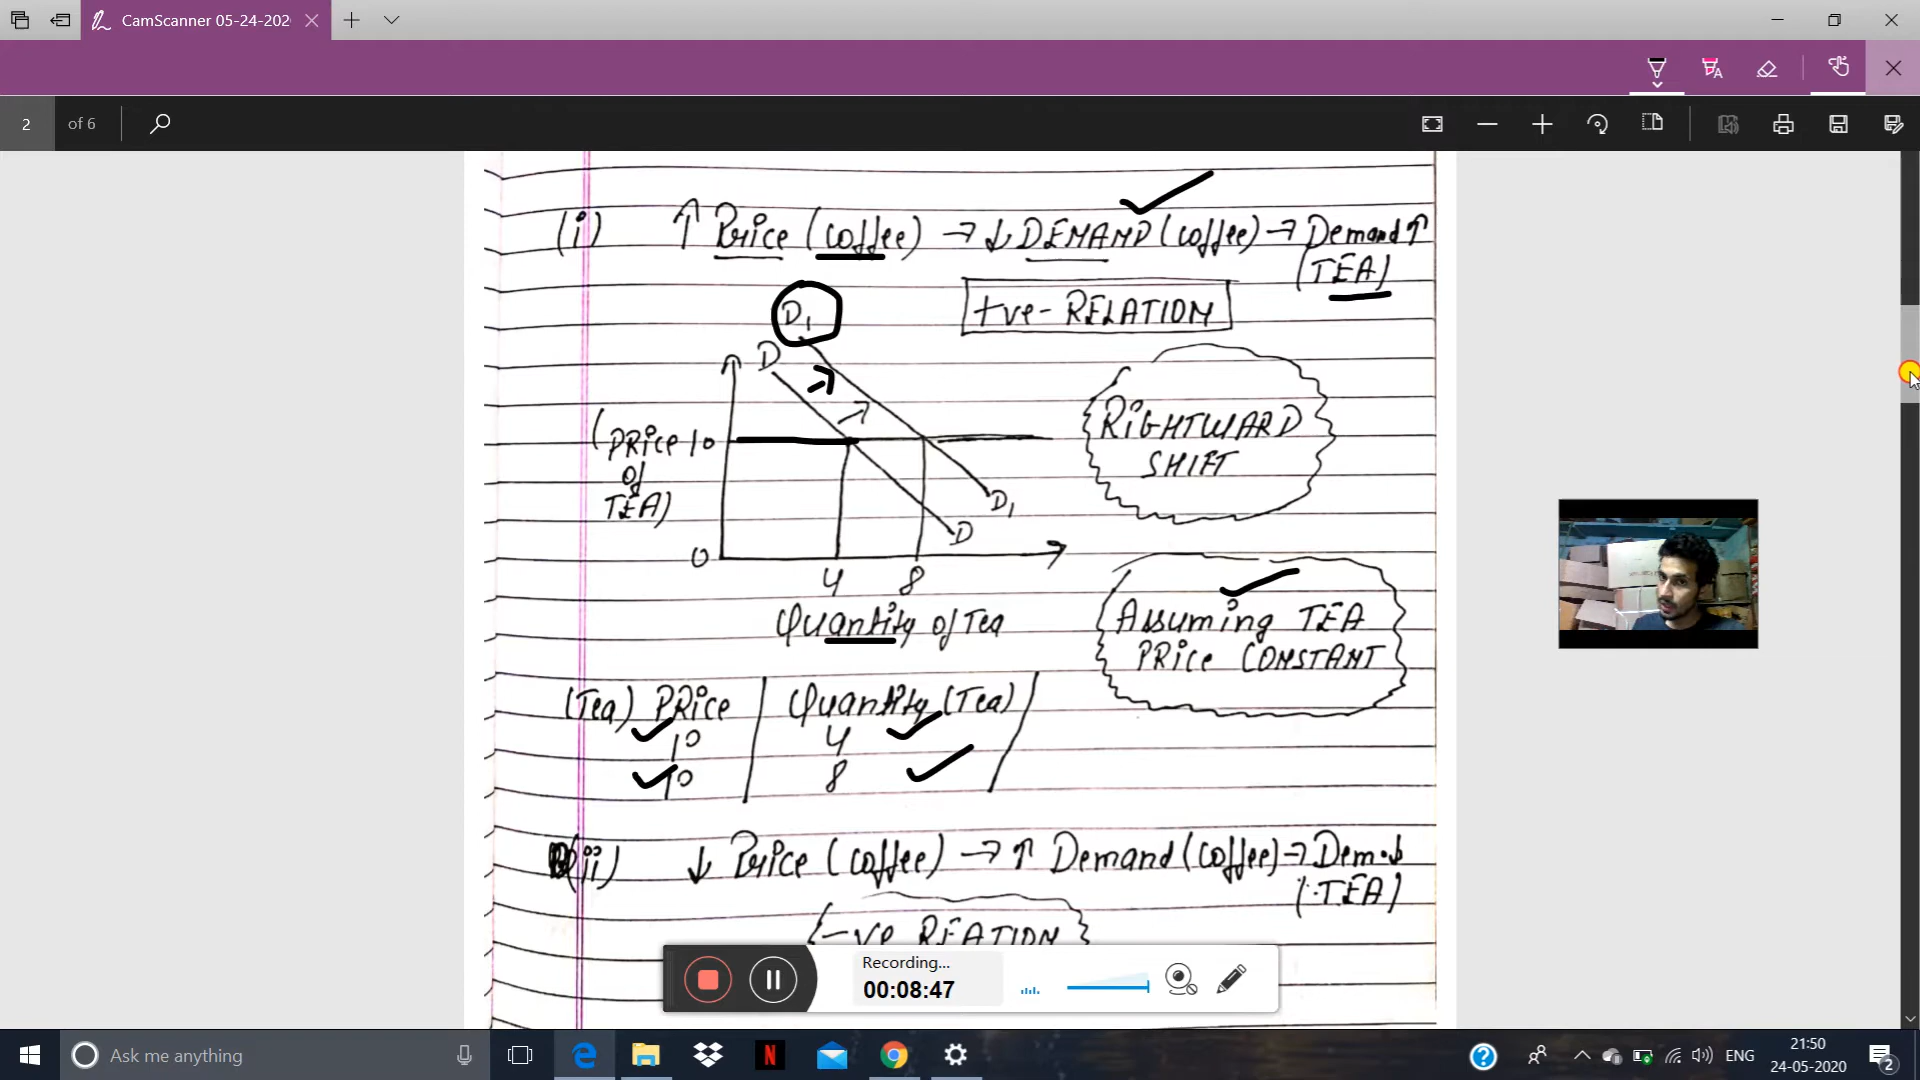 CamScanner 05-24-202
2 of 6
(i) ↑ Price (coffee) → ↓ DEMAND (coffee) → Demand ↑
(TEA)
D1
+ve- RELATION
D
RIGHTWARD
SHIFT
(PRice 10
of
TEA)
D1
D
0
4 8
Quantity of Tea
Assuming TEA
PRice CONSTANT
(Tea) PRice Quantity (Tea)
10 4
10 8
(ii) ↓ Price (coffee) → ↑ Demand (coffee) → Dem.↓
(TEA)
-ve REATION
Recording...
00:08:47
Ask me anything
ENG
21:50
24-05-2020
2